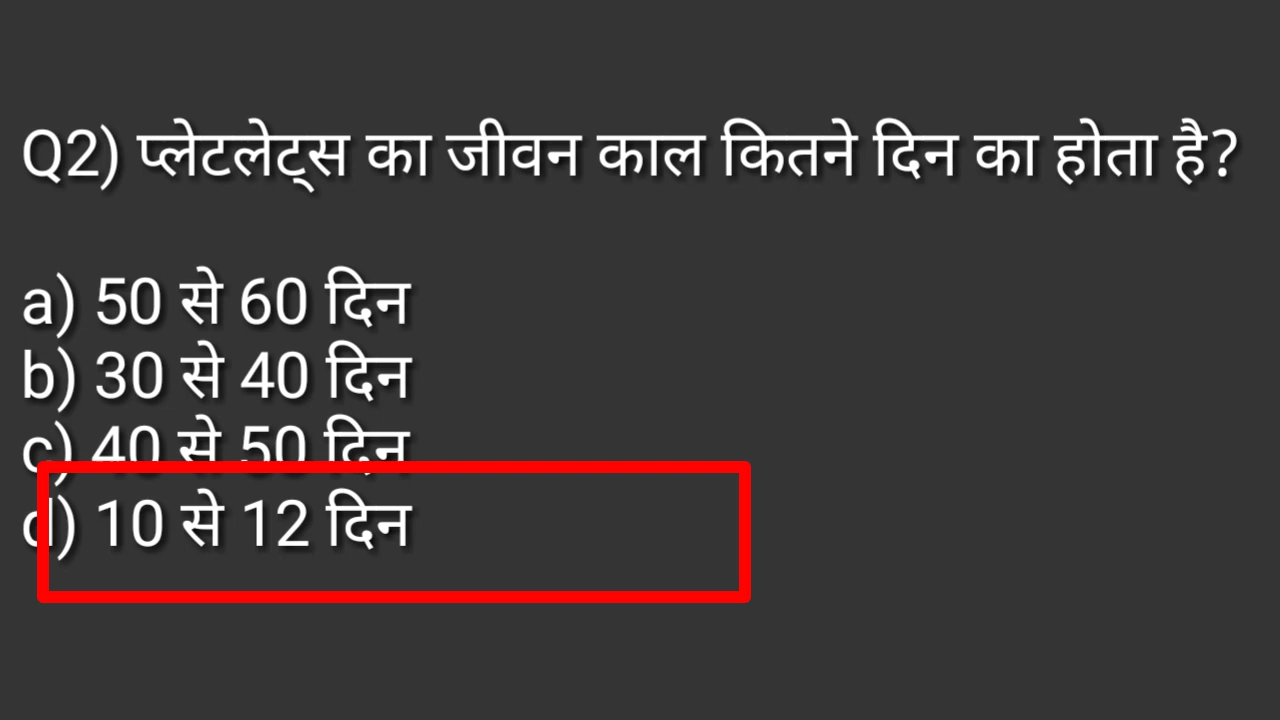 Q2) प्लेटलेट्स का जीवन काल कितने दिन का होता है?
a) 50 से 60 दिन
b) 30 से 40 दिन
c) 40 से 50 दिन
d) 10 से 12 दिन